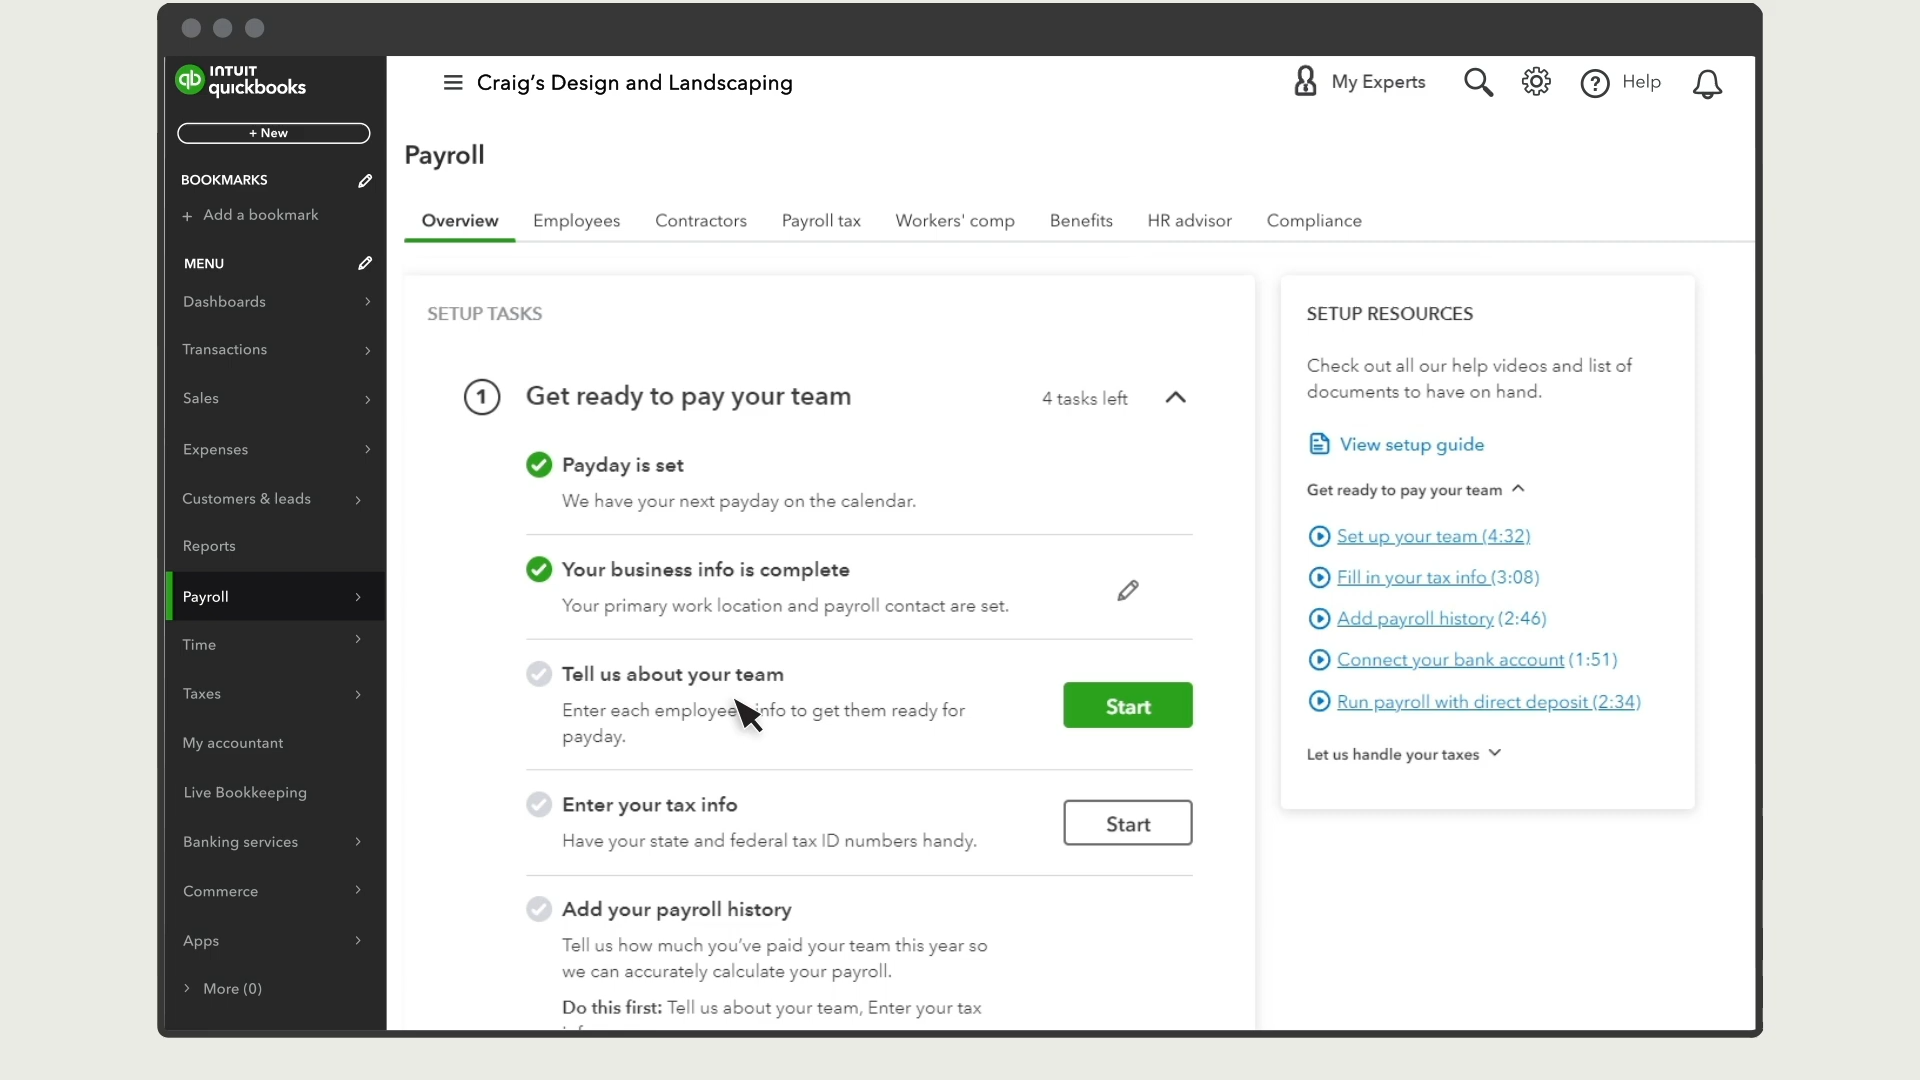 INTUIT
quickbooks
+ New
BOOKMARKS
+ Add a bookmark
MENU
Dashboards
Transactions
Sales
Expenses
Customers & leads
Reports
Payroll
Time
Taxes
My accountant
Live Bookkeeping
Banking services
Commerce
Apps
More (0)
Craig's Design and Landscaping
My Experts
Help
Payroll
Overview
Employees
Contractors
Payroll tax
Workers' comp
Benefits
HR advisor
Compliance
SETUP TASKS
1
Get ready to pay your team
4 tasks left
Payday is set
We have your next payday on the calendar.
Your business info is complete
Your primary work location and payroll contact are set.
Tell us about your team
Enter each info to get them ready for
payday.
Start
Enter your tax info
Have your state and federal tax ID numbers handy.
Start
Add your payroll history
Tell us how much you've paid your team this year so
we can accurately calculate your payroll.
Do this first: Tell us about your team, Enter your tax
SETUP RESOURCES
Check out all our help videos and list of
documents to have on hand.
View setup guide
Get ready to pay your team
Set up your team (4:32)
Fill in your tax info (3:08)
Add payroll history (2:46)
Connect your bank account (1:51)
Run payroll with direct deposit (2:34)
Let us handle your taxes